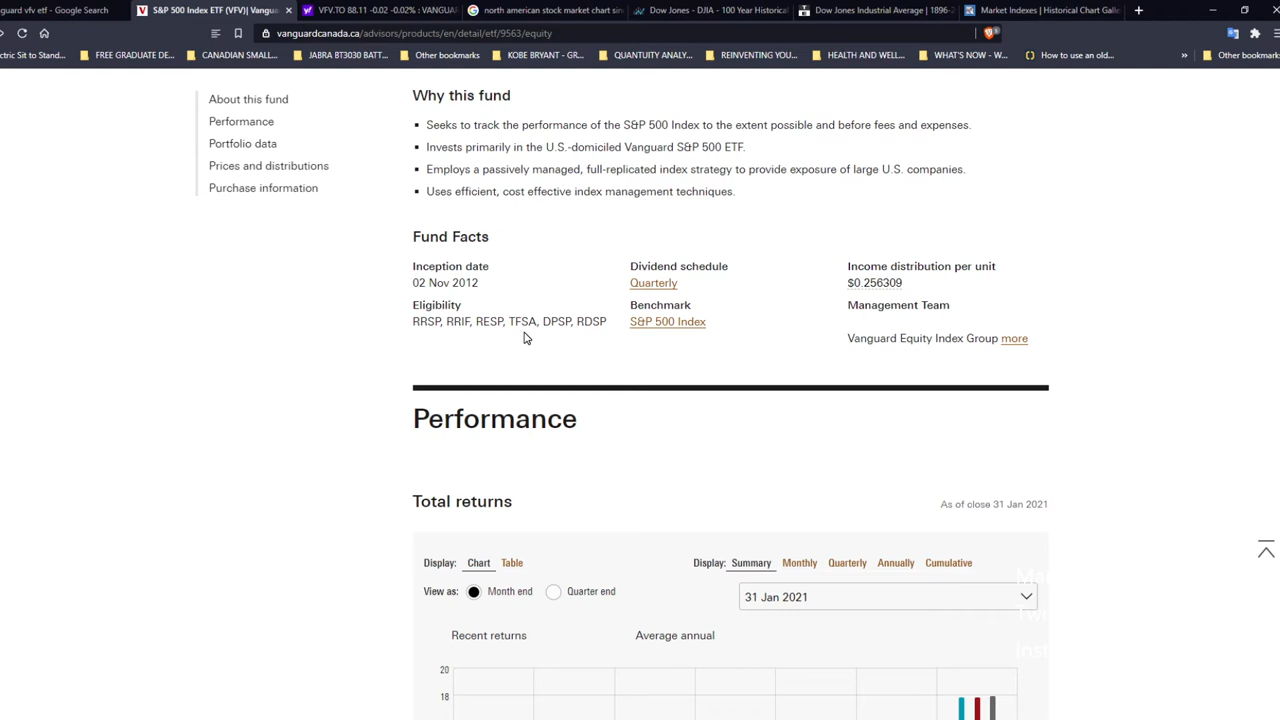 guard vfv etf - Google Search
S&P 500 Index ETF (VFV)| Vangu
VFV.TO 88.11 -0.02 -0.02% : VANGUAR
north american stock market chart sin
Dow Jones - DJIA - 100 Year Historical
Dow Jones Industrial Average | 1896-2
Market Indexes | Historical Chart Galle
vanguardcanada.ca/advisors/products/en/detail/etf/9563/equity
ctric Sit to Stand...
FREE GRADUATE DE...
CANADIAN SMALL...
JABRA BT3030 BATT...
Other bookmarks
KOBE BRYANT - GR...
QUANTUITY ANALY...
REINVENTING YOU...
HEALTH AND WELL...
WHAT'S NOW - W...
How to use an old...
»
Other bookmark
About this fund
Performance
Portfolio data
Prices and distributions
Purchase information
Why this fund
Seeks to track the performance of the S&P 500 Index to the extent possible and before fees and expenses.
Invests primarily in the U.S.-domiciled Vanguard S&P 500 ETF.
Employs a passively managed, full-replicated index strategy to provide exposure of large U.S. companies.
Uses efficient, cost effective index management techniques.
Fund Facts
Inception date
02 Nov 2012
Dividend schedule
Quarterly
Income distribution per unit
$0.256309
Eligibility
RRSP, RRIF, RESP, TFSA, DPSP, RDSP
Benchmark
S&P 500 Index
Management Team
Vanguard Equity Index Group more
Performance
Total returns
As of close 31 Jan 2021
Display: Chart Table
Display: Summary Monthly Quarterly Annually Cumulative
View as: Month end Quarter end
31 Jan 2021
Recent returns
Average annual
20
18